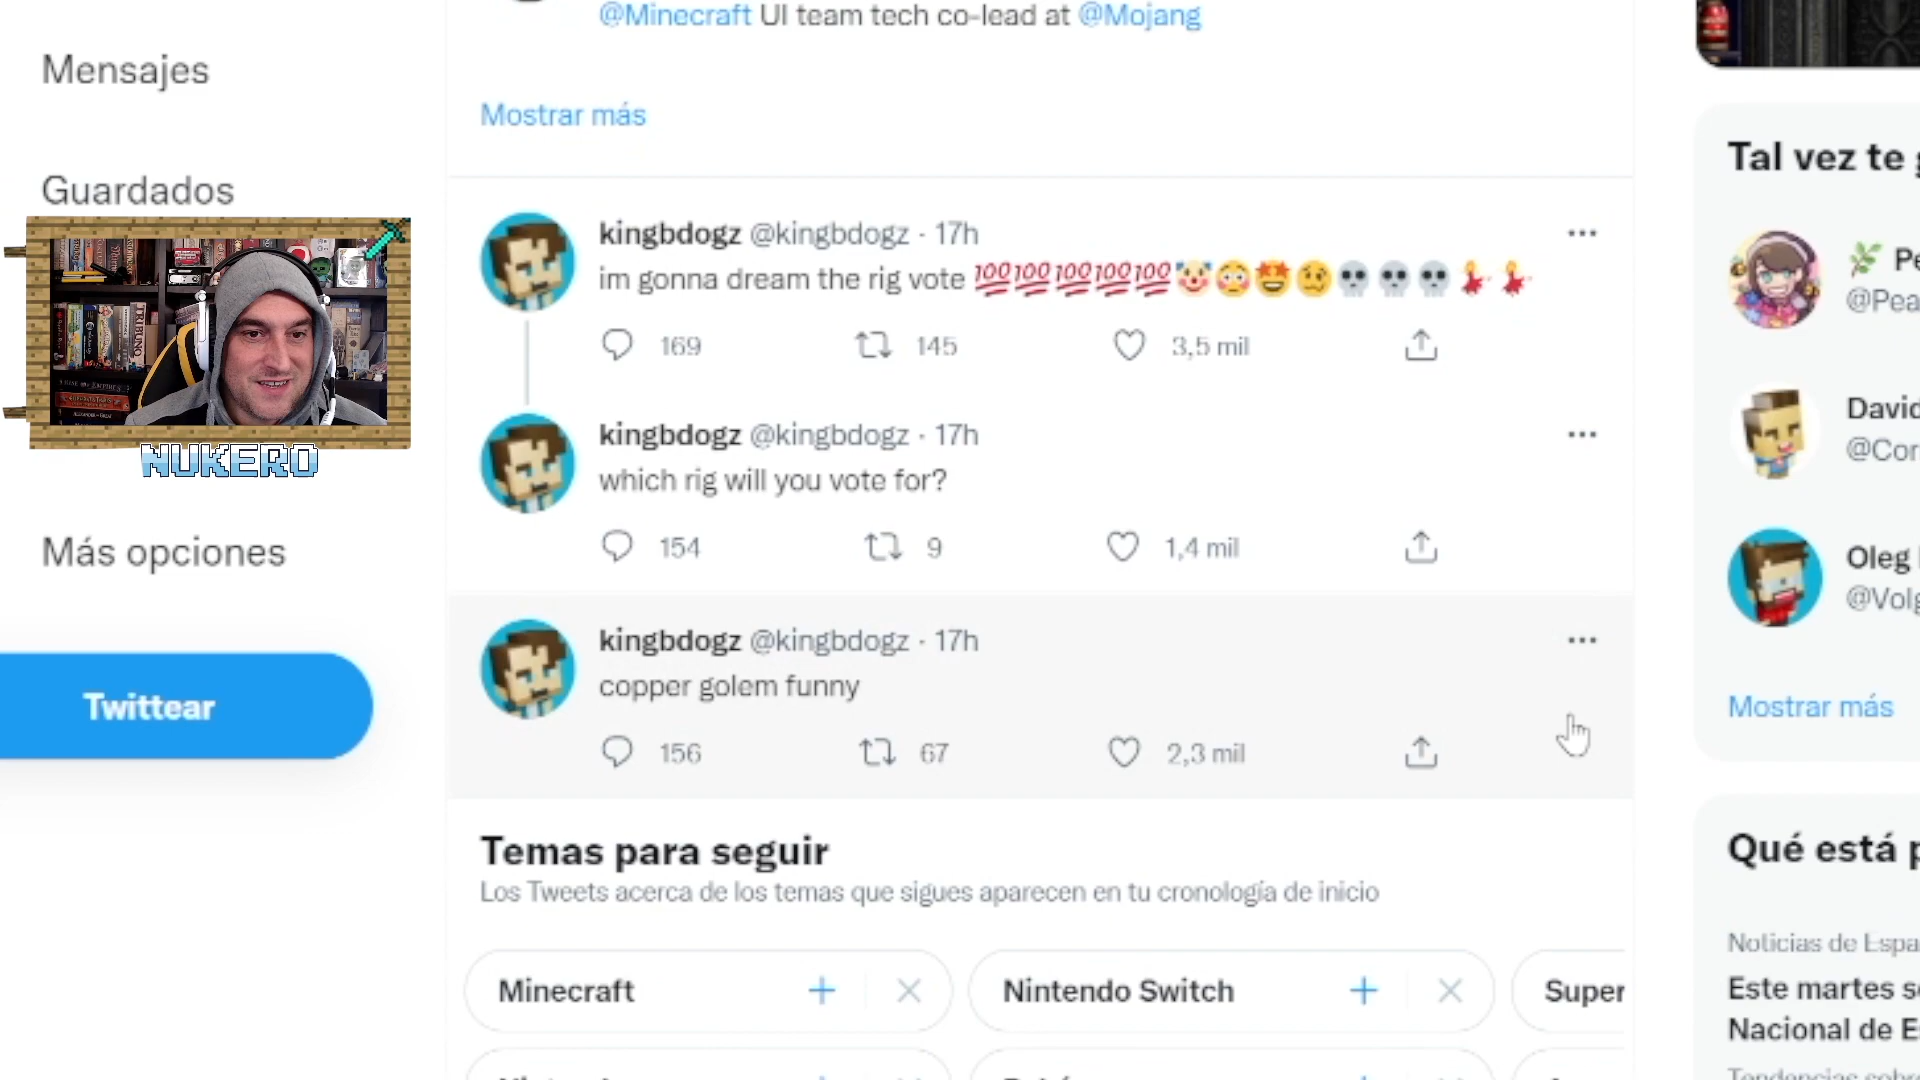 @Minecraft UI team tech co-lead at @Mojang
Mensajes
Mostrar más
Guardados
NUKERO
Más opciones
Twittear
kingbdogz @kingbdogz · 17h
im gonna dream the rig vote 💯💯💯💯💯🤡😳🤩🥴💀💀💀💃💃
169 145 3,5 mil
kingbdogz @kingbdogz · 17h
which rig will you vote for?
154 9 1,4 mil
kingbdogz @kingbdogz · 17h
copper golem funny
156 67 2,3 mil
Temas para seguir
Los Tweets acerca de los temas que sigues aparecen en tu cronología de inicio
Minecraft
Nintendo Switch
Super
Tal vez te
🌿 Pe
@Pea
David
@Cor
Oleg
@Volg
Mostrar más
Qué está p
Noticias de Espa
Este martes s
Nacional de E